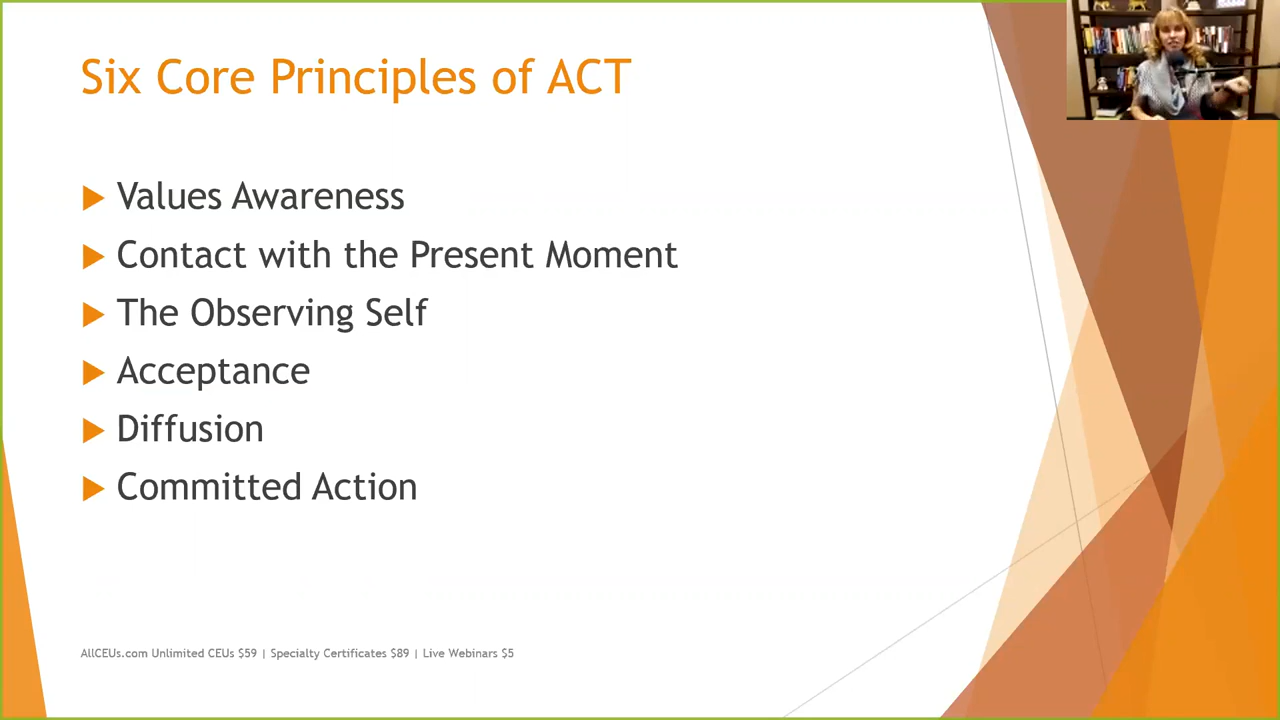 Six Core Principles of ACT
Values Awareness
Contact with the Present Moment
The Observing Self
Acceptance
Diffusion
Committed Action
AllCEUs.com Unlimited CEUs $59 | Specialty Certificates $89 | Live Webinars $5